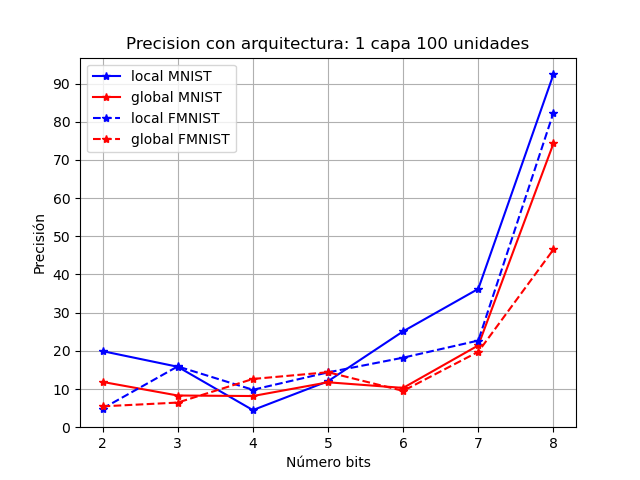 Precision con arquitectura: 1 capa 100 unidades
local MNIST
global MNIST
local FMNIST
global FMNIST
Precisión
90
80
70
60
50
40
30
20
10
0
2 3 4 5 6 7 8
Número bits